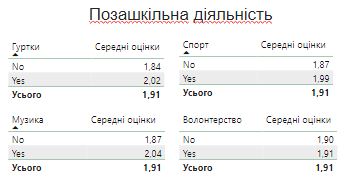 Позашкільна діяльність
Гуртки Середні оцінки
No 1,84
Yes 2,02
Усього 1,91
Спорт Середні оцінки
No 1,87
Yes 1.99
Усього 1,91
Музика Середні оцінки
No 1,87
Yes 2,04
Усього 1,91
Волонтерство Середні оцінки
No 1,90
Yes 1,91
Усього 1,91